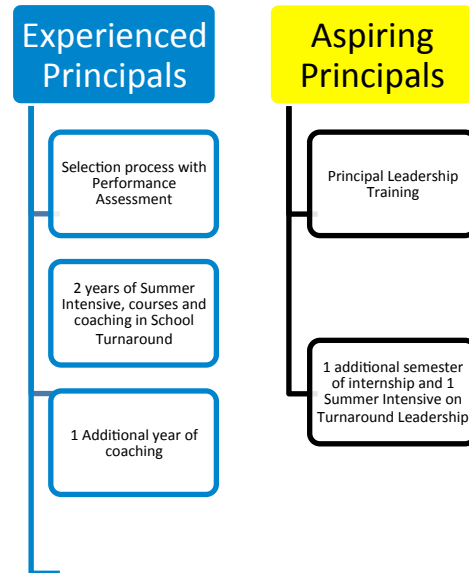 Experienced
Principals
Selection process with
Performance
Assessment
2 years of Summer
Intensive, courses and
coaching in School
Turnaround
1 Additional year of
coaching
Aspiring
Principals
Principal Leadership
Training
1 additional semester
of internship and 1
Summer Intensive on
Turnaround Leadership